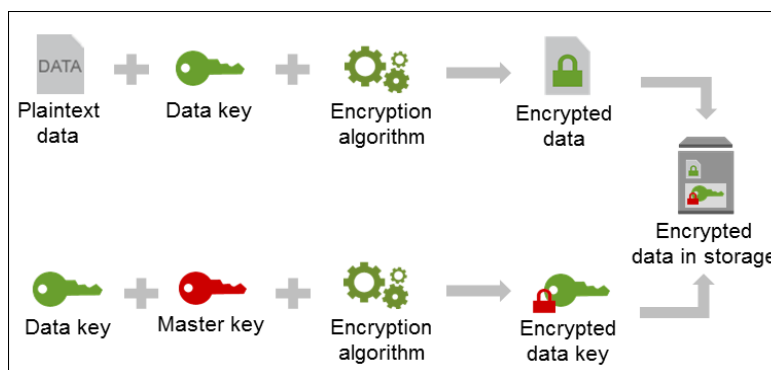 DATA
Plaintext
data
Data key
Encryption
algorithm
Encrypted
data
Encrypted
data in storage
Data key
Master key
Encryption
algorithm
Encrypted
data key